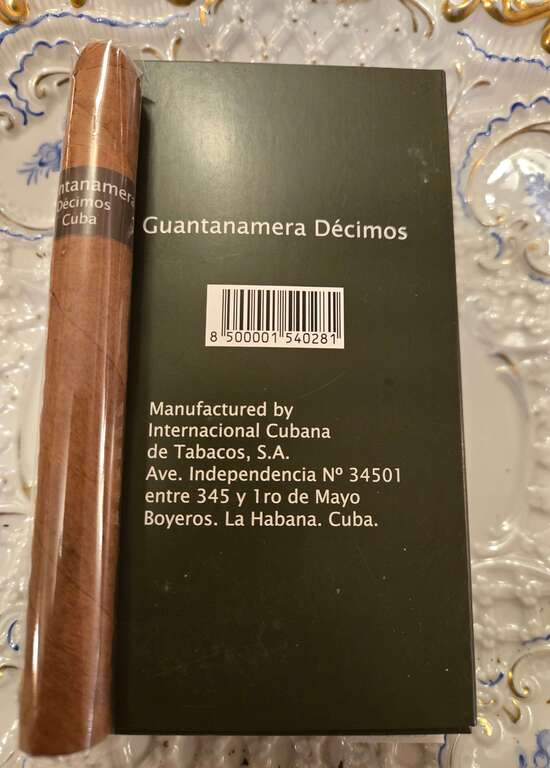 ntanamera
Décimos
Cuba
Guantanamera Décimos
8 500001 540281
Manufactured by
Internacional Cubana
de Tabacos, S.A.
Ave. Independencia Nº 34501
entre 345 y 1ro de Mayo
Boyeros. La Habana. Cuba.